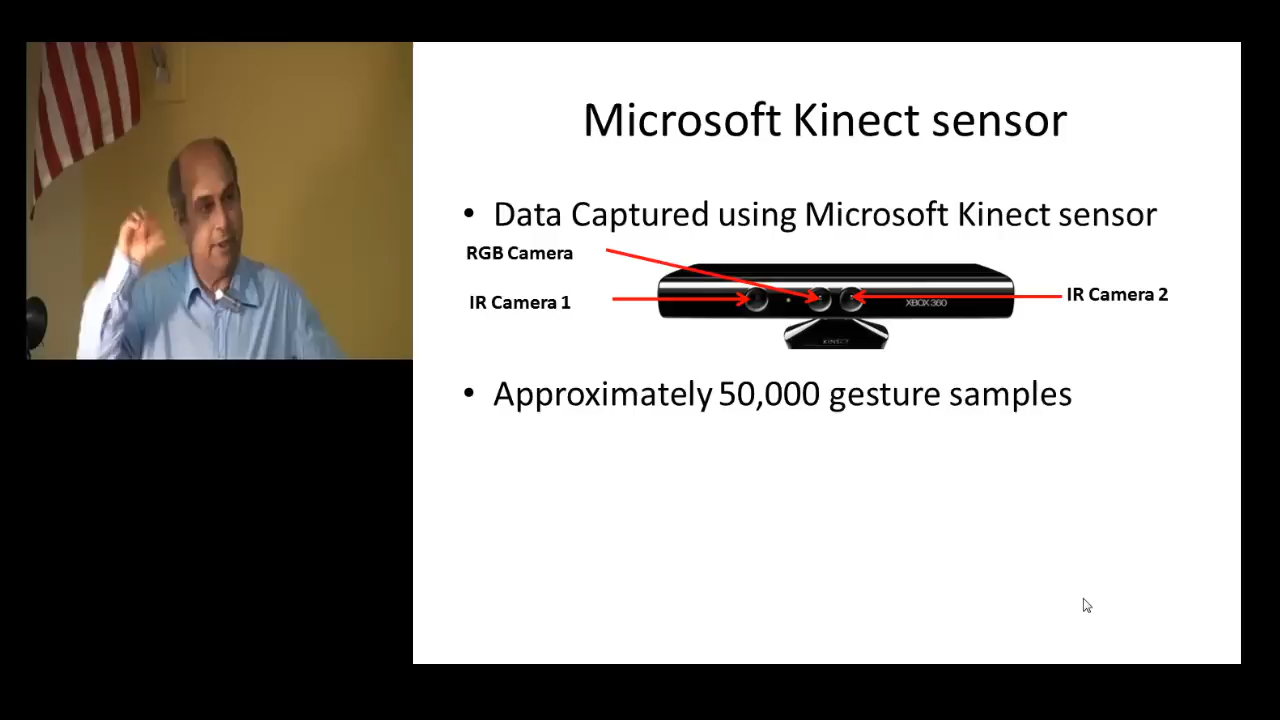 Microsoft Kinect sensor
• Data Captured using Microsoft Kinect sensor
RGB Camera
IR Camera 1
IR Camera 2
XBOX 360
KINECT
• Approximately 50,000 gesture samples